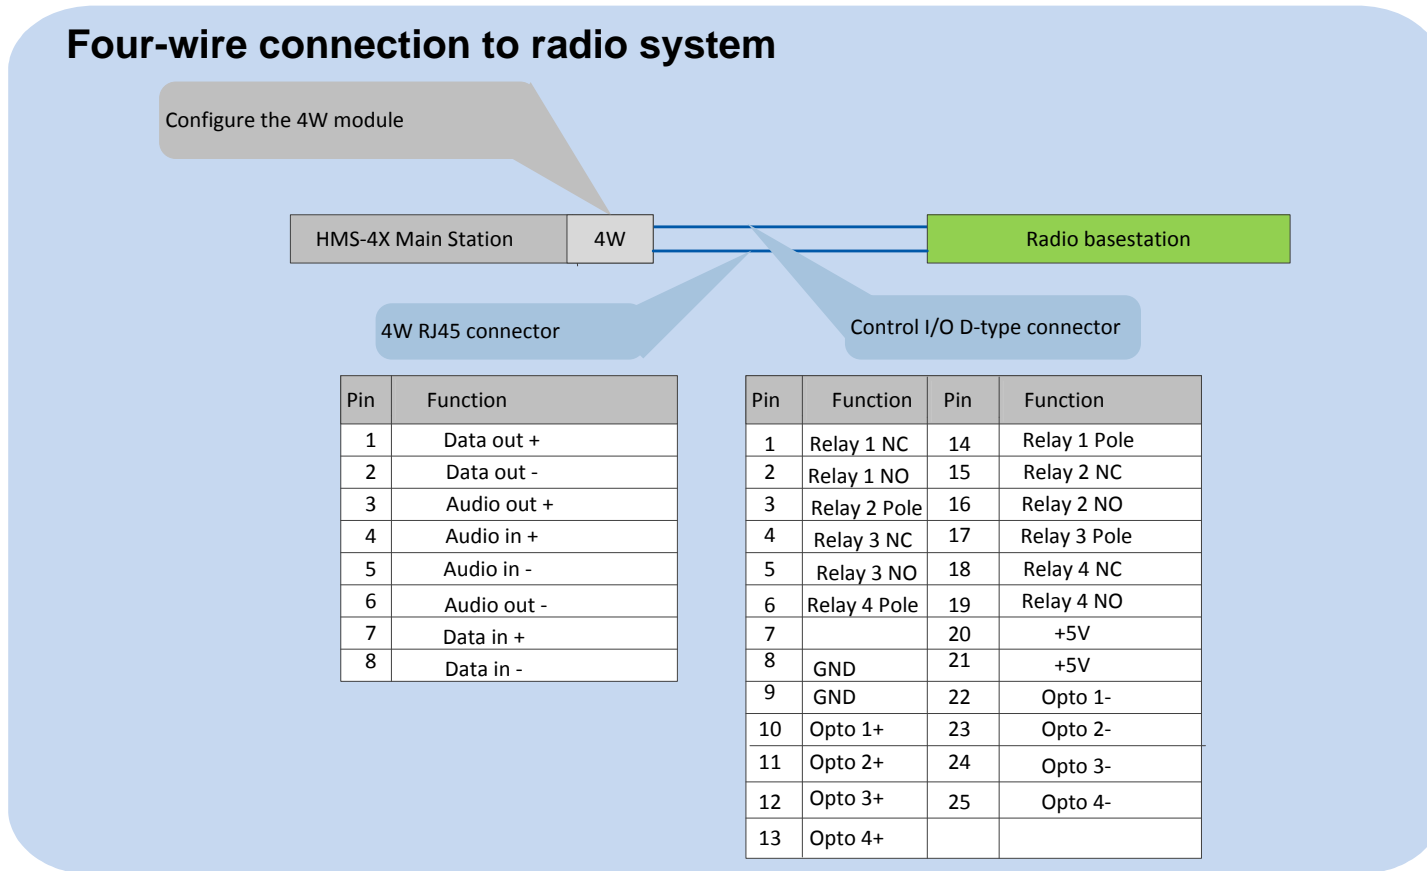 Four-wire connection to radio system
Configure the 4W module
HMS-4X Main Station 4W Radio basestation
4W RJ45 connector
Control I/O D-type connector
Pin Function
1 Data out +
2 Data out -
3 Audio out +
4 Audio in +
5 Audio in -
6 Audio out -
7 Data in +
8 Data in -
Pin Function Pin Function
1 Relay 1 NC 14 Relay 1 Pole
2 Relay 1 NO 15 Relay 2 NC
3 Relay 2 Pole 16 Relay 2 NO
4 Relay 3 NC 17 Relay 3 Pole
5 Relay 3 NO 18 Relay 4 NC
6 Relay 4 Pole 19 Relay 4 NO
7 20 +5V
8 GND 21 +5V
9 GND 22 Opto 1-
10 Opto 1+ 23 Opto 2-
11 Opto 2+ 24 Opto 3-
12 Opto 3+ 25 Opto 4-
13 Opto 4+